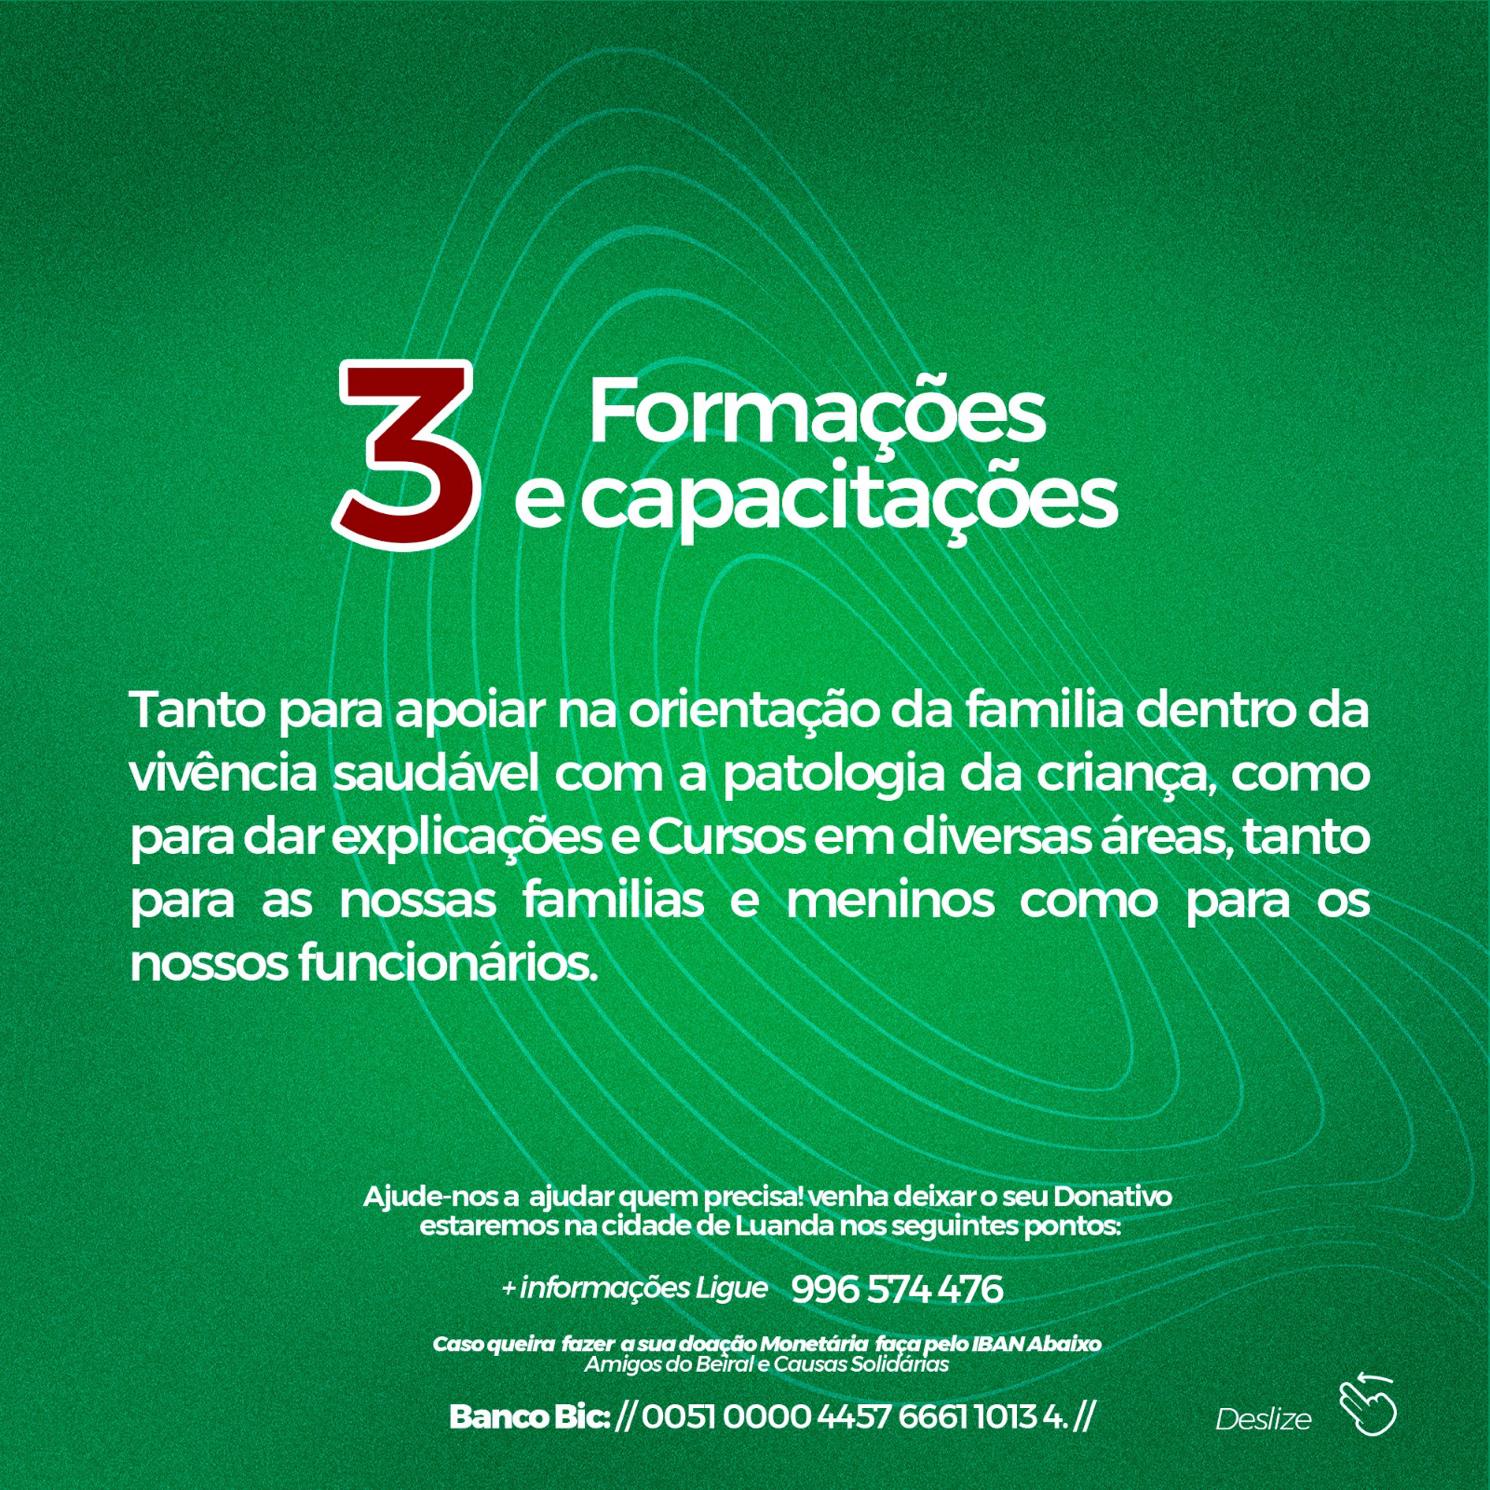 3
Formações
e capacitações
Tanto para apoiar na orientação da familia dentro da
vivência saudável com a patologia da criança, como
para dar explicações e Cursos em diversas áreas, tanto
para as nossas familias e meninos como para os
nossos funcionários.
Ajude-nos a ajudar quem precisa! venha deixar o seu Donativo
estaremos na cidade de Luanda nos seguintes pontos:
+ informações Ligue 996 574 476
Caso queira fazer a sua doação Monetária faça pelo IBAN Abaixo
Amigos do Beiral e Causas Solidárias
Banco Bic: // 0051 0000 4457 6661 1013 4. //
Deslize